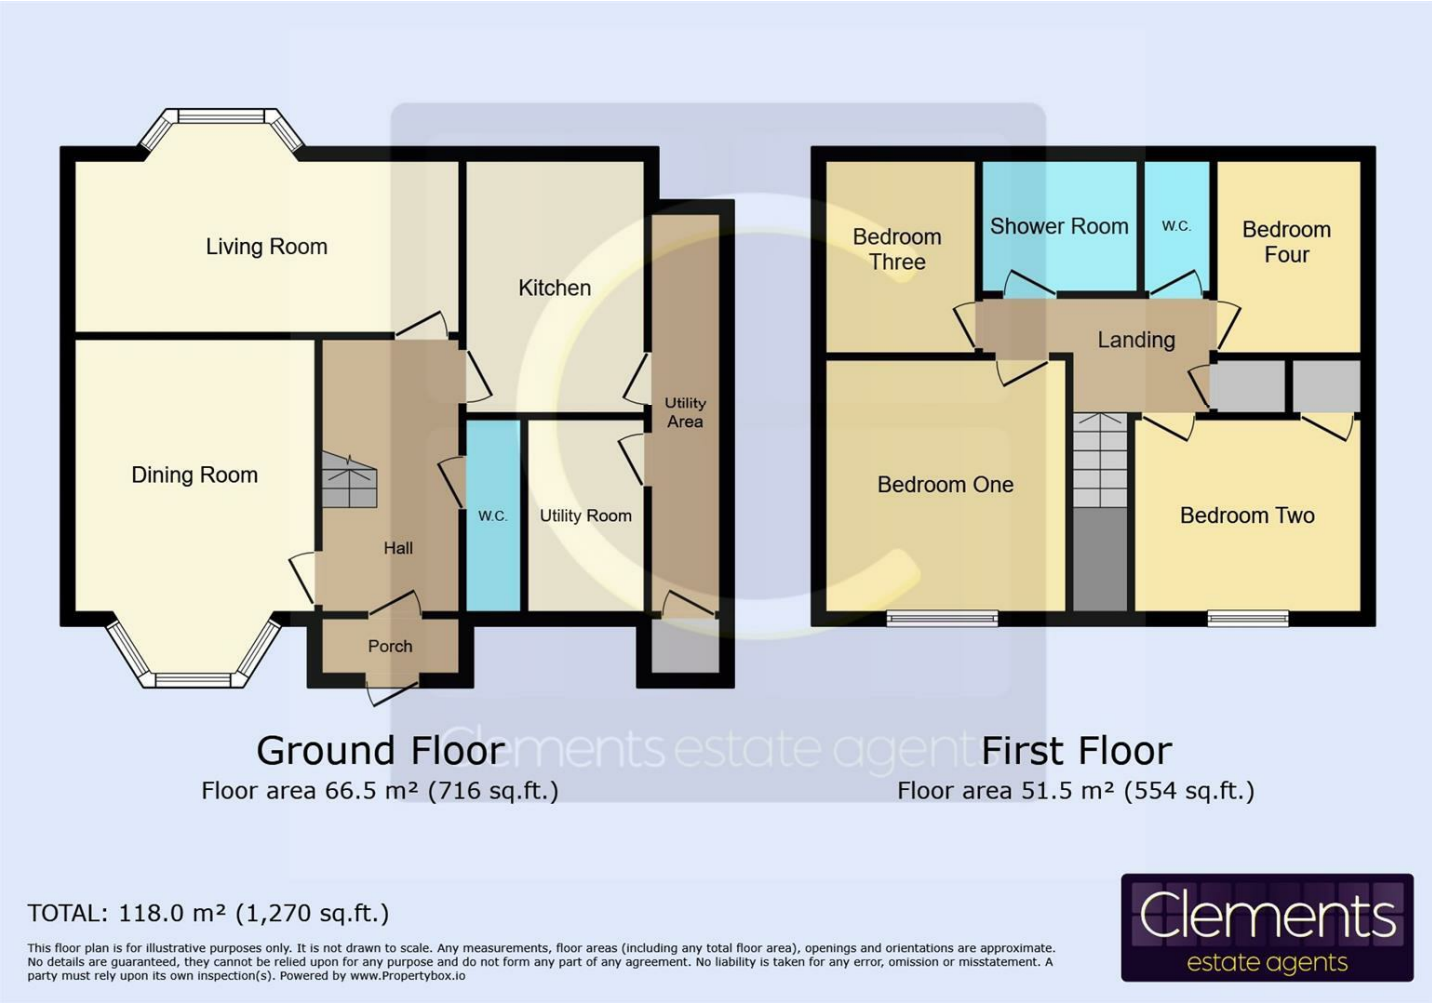 Living Room
Kitchen
Dining Room
Utility
Area
W.C.
Utility Room
Hall
Porch
Bedroom
Three
Shower Room
W.C.
Bedroom
Four
Landing
Bedroom One
Bedroom Two
Clements estate agents
Ground Floor
Floor area 66.5 m² (716 sq.ft.)
First Floor
Floor area 51.5 m² (554 sq.ft.)
TOTAL: 118.0 m² (1,270 sq.ft.)
This floor plan is for illustrative purposes only. It is not drawn to scale. Any measurements, floor areas (including any total floor area), openings and orientations are approximate.
No details are guaranteed, they cannot be relied upon for any purpose and do not form any part of any agreement. No liability is taken for any error, omission or misstatement. A
party must rely upon its own inspection(s). Powered by www.Propertybox.io
Clements
estate agents